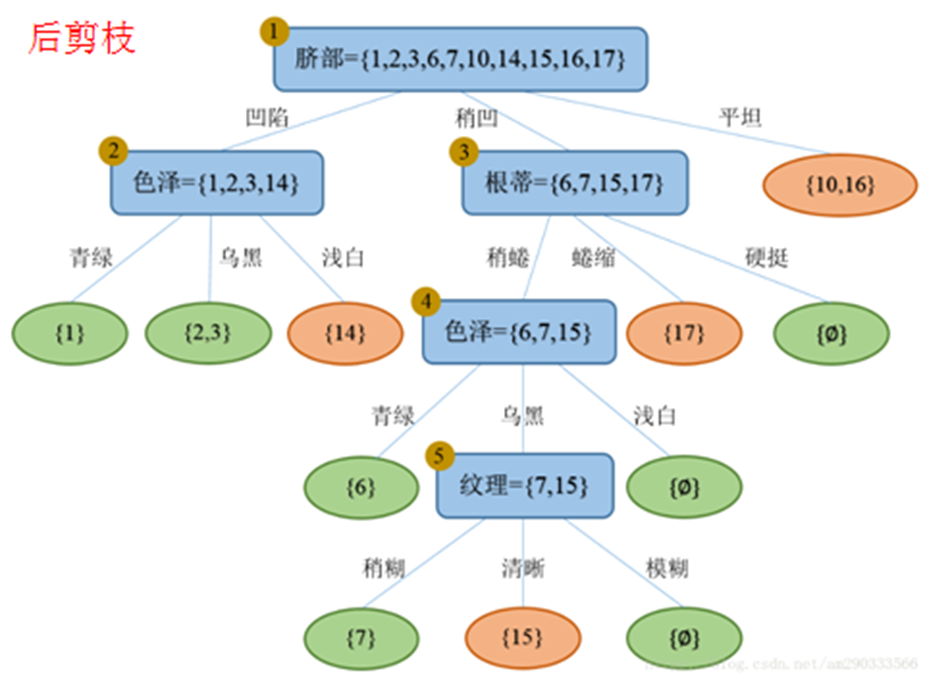 后剪枝
1
脐部={1,2,3,6,7,10,14,15,16,17}
凹陷
稍凹
平坦
2
色泽={1,2,3,14}
3
根蒂={6,7,15,17}
{10,16}
青绿
乌黑
浅白
稍蜷
蜷缩
硬挺
{1}
{2,3}
{14}
4
色泽={6,7,15}
{17}
{∅}
青绿
乌黑
浅白
{6}
5
纹理={7,15}
{∅}
稍糊
清晰
模糊
{7}
{15}
{∅}
blog.csdn.net/am290333566